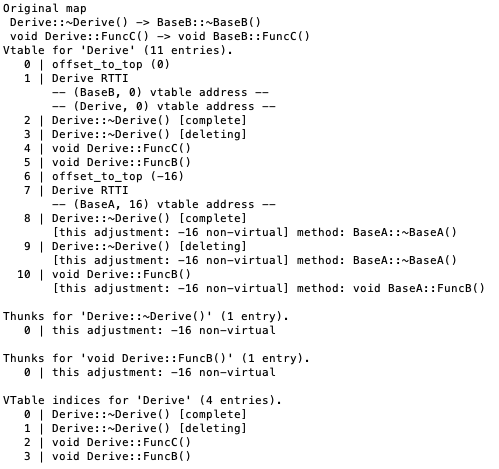 Original map
 Derive::~Derive() -> BaseB::~BaseB()
 void Derive::FuncC() -> void BaseB::FuncC()
Vtable for 'Derive' (11 entries).
   0 | offset_to_top (0)
   1 | Derive RTTI
       -- (BaseB, 0) vtable address --
       -- (Derive, 0) vtable address --
   2 | Derive::~Derive() [complete]
   3 | Derive::~Derive() [deleting]
   4 | void Derive::FuncC()
   5 | void Derive::FuncB()
   6 | offset_to_top (-16)
   7 | Derive RTTI
       -- (BaseA, 16) vtable address --
   8 | Derive::~Derive() [complete]
       [this adjustment: -16 non-virtual] method: BaseA::~BaseA()
   9 | Derive::~Derive() [deleting]
       [this adjustment: -16 non-virtual] method: BaseA::~BaseA()
  10 | void Derive::FuncB()
       [this adjustment: -16 non-virtual] method: void BaseA::FuncB()

Thunks for 'Derive::~Derive()' (1 entry).
   0 | this adjustment: -16 non-virtual

Thunks for 'void Derive::FuncB()' (1 entry).
   0 | this adjustment: -16 non-virtual

VTable indices for 'Derive' (4 entries).
   0 | Derive::~Derive() [complete]
   1 | Derive::~Derive() [deleting]
   2 | void Derive::FuncC()
   3 | void Derive::FuncB()